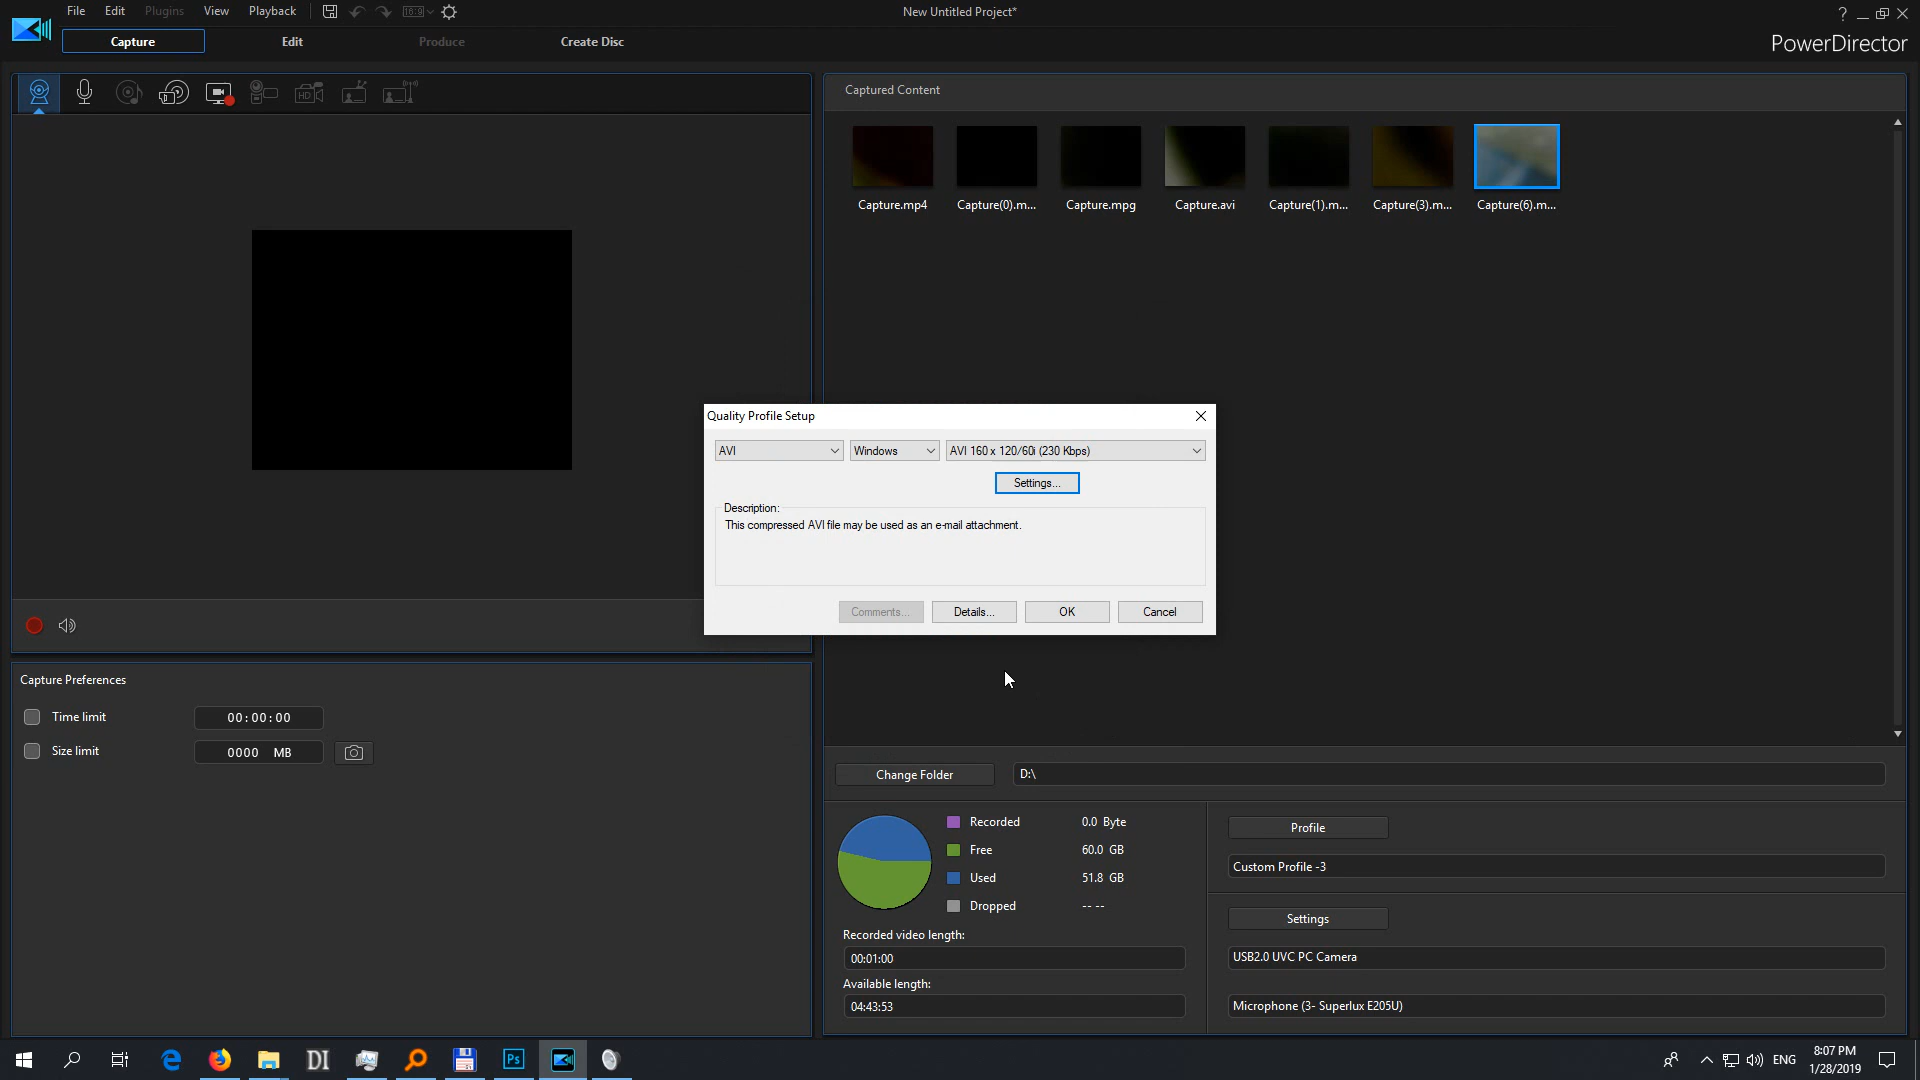 File Edit Plugins View Playback 16:9
New Untitled Project*
PowerDirector
Capture Edit Produce Create Disc
Captured Content
Capture.mp4 Capture(0).m... Capture.mpg Capture.avi Capture(1).m... Capture(3).m... Capture(6).m...
Quality Profile Setup
AVI Windows AVI 160 x 120/60i (230 Kbps)
Settings...
Description:
This compressed AVI file may be used as an e-mail attachment.
Comments... Details... OK Cancel
Capture Preferences
Time limit 00:00:00
Size limit 0000 MB
Change Folder D:\
Recorded 0.0 Byte
Free 60.0 GB
Used 51.8 GB
Dropped -- --
Recorded video length:
00:01:00
Available length:
04:43:53
Profile
Custom Profile -3
Settings
USB2.0 UVC PC Camera
Microphone (3- Superlux E205U)
DI Ps ENG
8:07 PM
1/28/2019